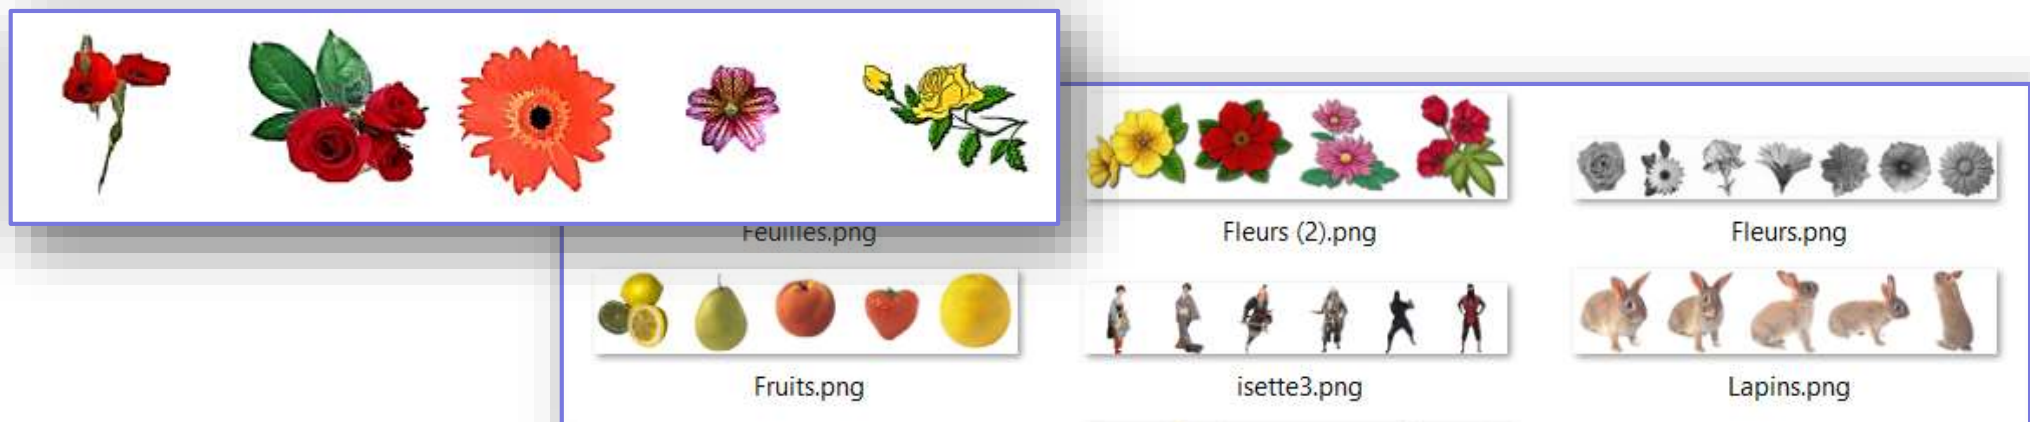 Feuilles.png
Fleurs (2).png
Fleurs.png
Fruits.png
isette3.png
Lapins.png